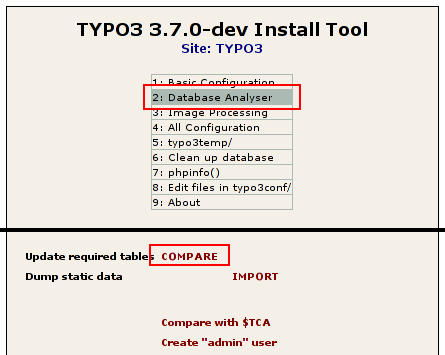 TYPO3 3.7.0-dev Install Tool
Site: TYPO3
1: Basic Configuration
2: Database Analyser
3: Image Processing
4: All Configuration
5: typo3temp/
6: Clean up database
7: phpinfo()
8: Edit files in typo3conf/
9: About
Update required tables COMPARE
Dump static data IMPORT
Compare with $TCA
Create "admin" user